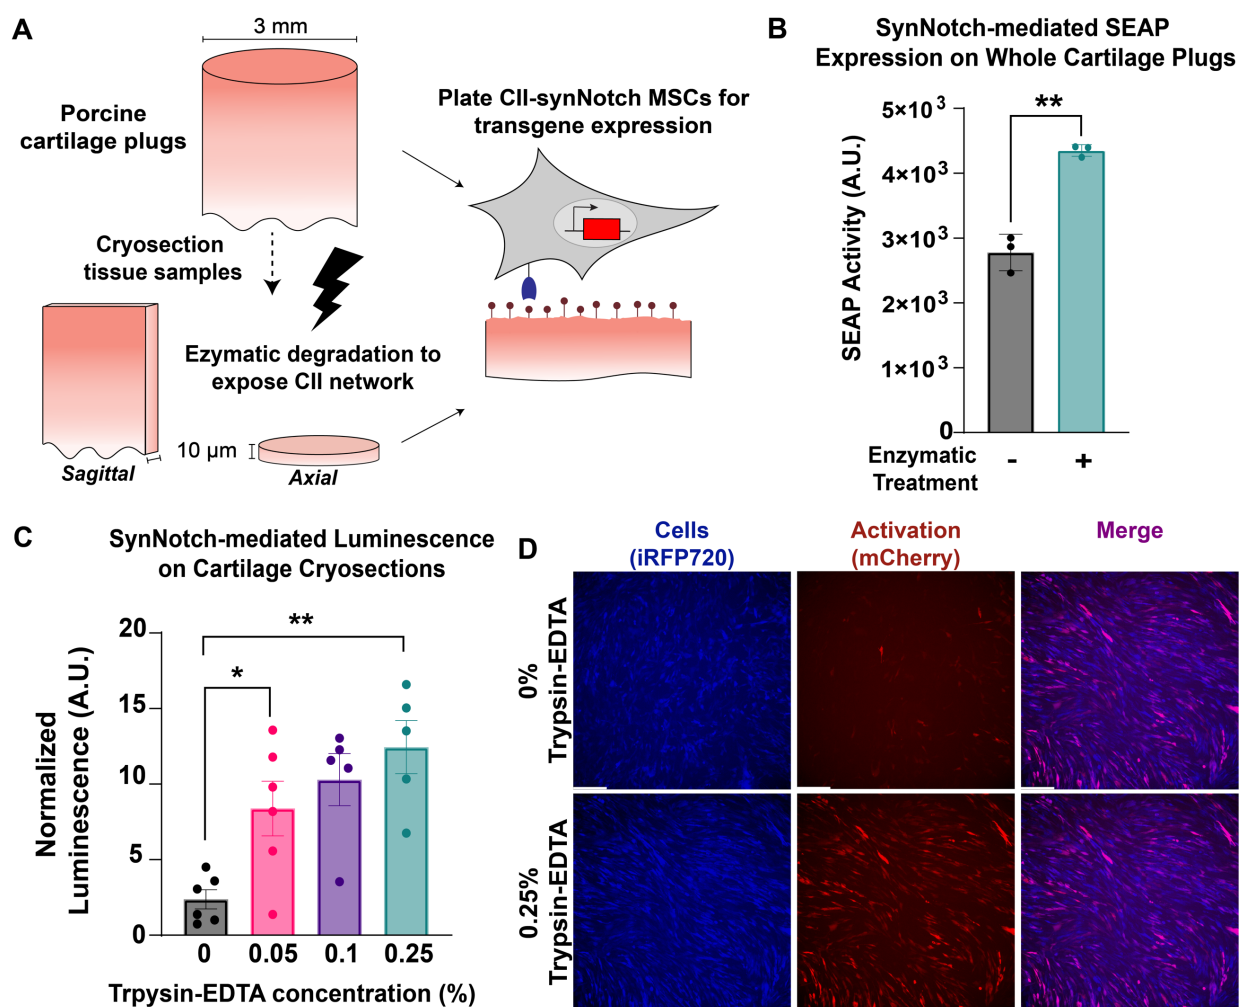 A
3 mm
Porcine
cartilage plugs
Plate CII-synNotch MSCs for
transgene expression
Cryosection
tissue samples
Ezymatic degradation to
expose CII network
10 µm
Sagittal
Axial
B
SynNotch-mediated SEAP
Expression on Whole Cartilage Plugs
**
SEAP Activity (A.U.)
5×10³
4×10³
3×10³
2×10³
1×10³
0
Enzymatic
Treatment
-
+
C
SynNotch-mediated Luminescence
on Cartilage Cryosections
**
*
Normalized
Luminescence (A.U.)
20
15
10
5
0
0
0.05
0.1
0.25
Trpysin-EDTA concentration (%)
D
Cells
(iRFP720)
Activation
(mCherry)
Merge
0%
Trypsin-EDTA
0.25%
Trypsin-EDTA